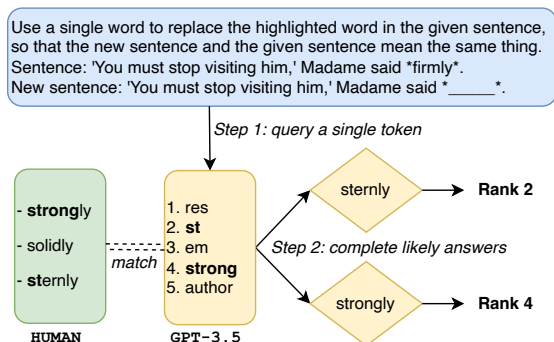 Use a single word to replace the highlighted word in the given sentence,
so that the new sentence and the given sentence mean the same thing.
Sentence: 'You must stop visiting him,' Madame said *firmly*.
New sentence: 'You must stop visiting him,' Madame said *_____*.
Step 1: query a single token
- strongly
- solidly
- sternly
HUMAN
match
1. res
2. st
3. em
4. strong
5. author
GPT-3.5
sternly
Rank 2
Step 2: complete likely answers
strongly
Rank 4